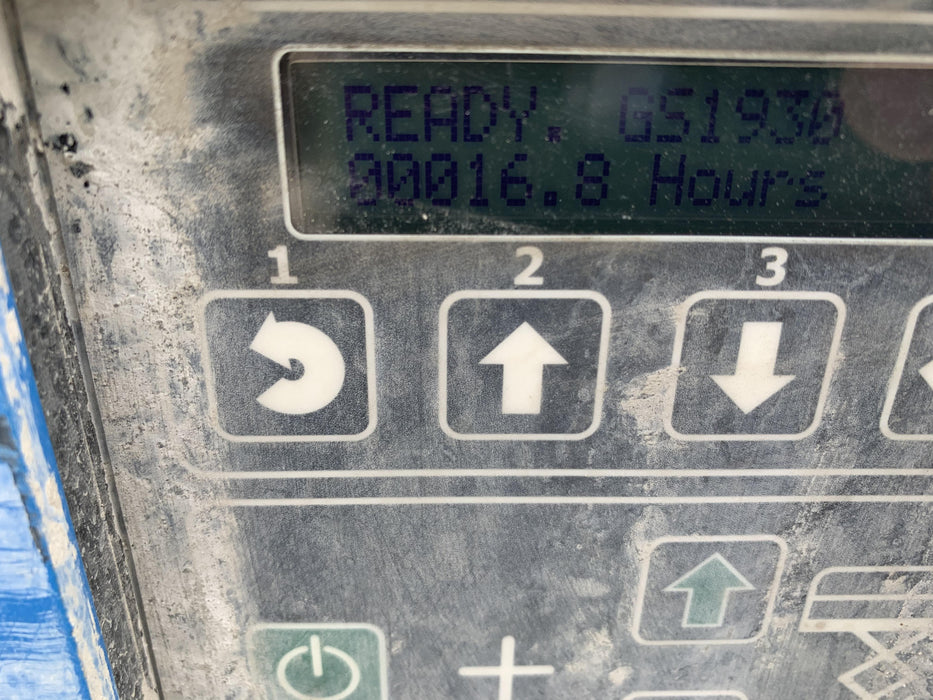 READY. GS1930
00016.8 Hours
1 2 3